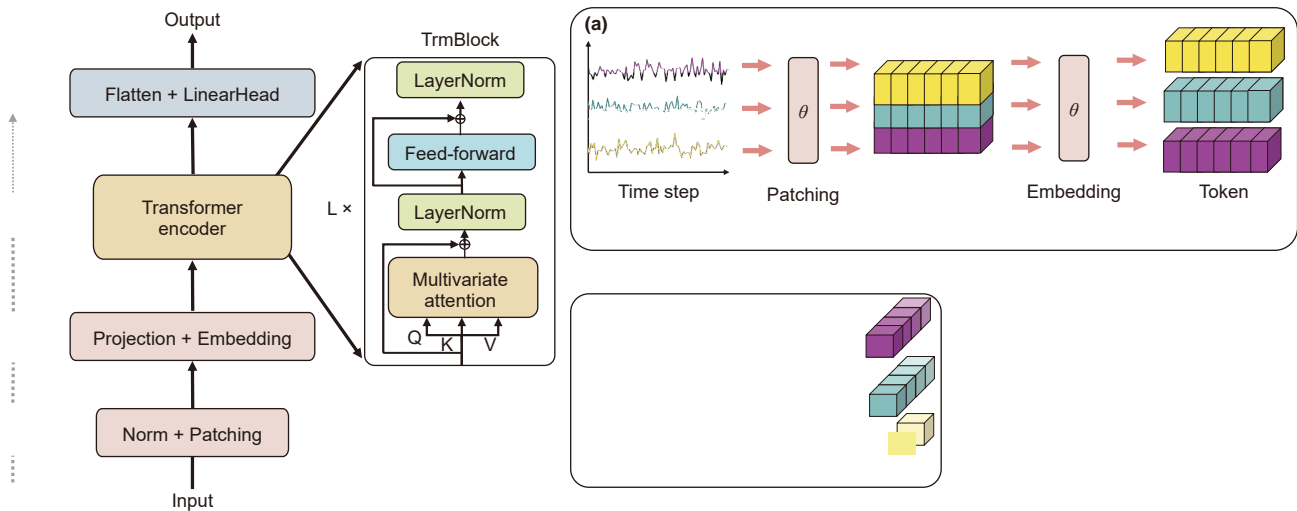 Output
Flatten + LinearHead
Transformer
encoder
Projection + Embedding
Norm + Patching
Input
TrmBlock
LayerNorm
Feed-forward
L ×
LayerNorm
Multivariate
attention
Q
K
V
(a)
θ
θ
Time step
Patching
Embedding
Token